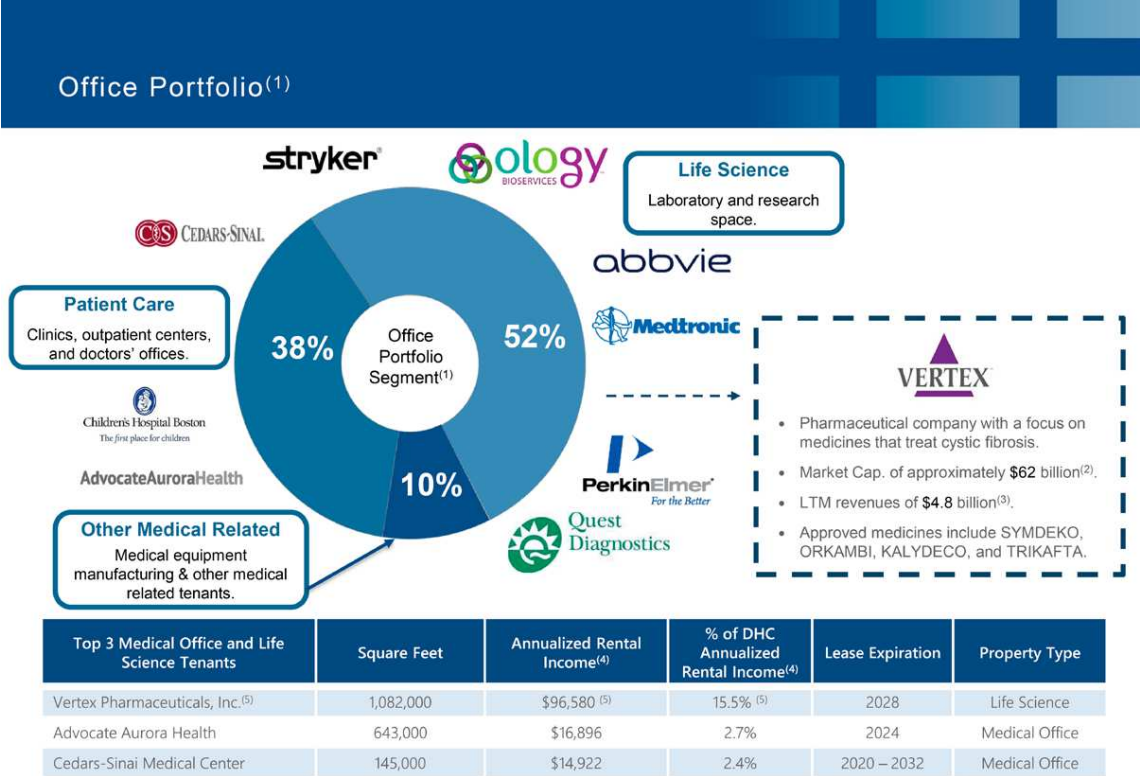 Office Portfolio(1)
stryker®
ology
BIOSERVICES
Life Science
Laboratory and research
space.
CS CEDARS-SINAI.
abbvie
Patient Care
Clinics, outpatient centers,
and doctors' offices.
Medtronic
52%
38%
Office
Portfolio
Segment(1)
VERTEX
Children's Hospital Boston
The first place for children
• Pharmaceutical company with a focus on
medicines that treat cystic fibrosis.
• Market Cap. of approximately $62 billion(2).
• LTM revenues of $4.8 billion(3).
• Approved medicines include SYMDEKO,
ORKAMBI, KALYDECO, and TRIKAFTA.
AdvocateAuroraHealth
10%
PerkinElmer®
For the Better
Other Medical Related
Medical equipment
manufacturing & other medical
related tenants.
Quest
Diagnostics
Top 3 Medical Office and Life
Science Tenants
Square Feet
Annualized Rental
Income(4)
% of DHC
Annualized
Rental Income(4)
Lease Expiration
Property Type
Vertex Pharmaceuticals, Inc.(5) 1,082,000 $96,580 (5) 15.5% (5) 2028 Life Science
Advocate Aurora Health 643,000 $16,896 2.7% 2024 Medical Office
Cedars-Sinai Medical Center 145,000 $14,922 2.4% 2020 – 2032 Medical Office